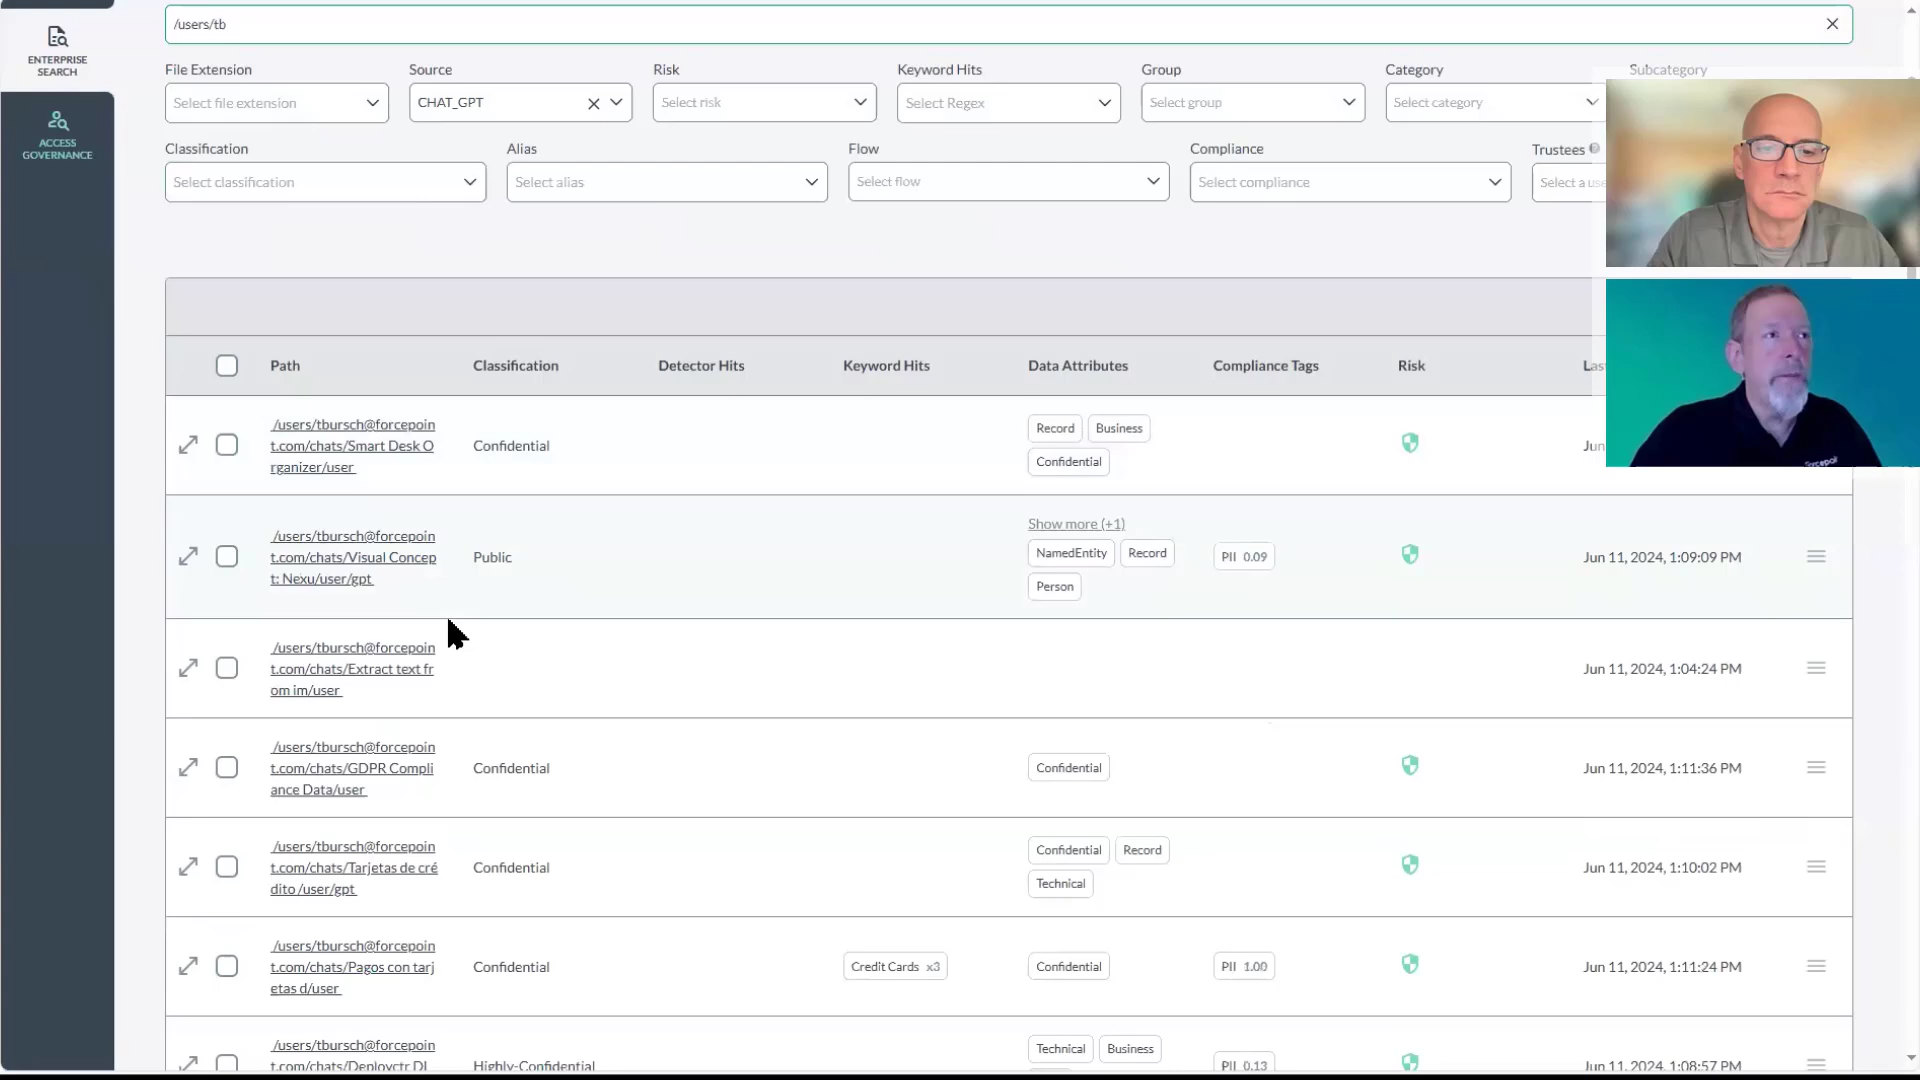 /users/tb
ENTERPRISE
SEARCH
ACCESS
GOVERNANCE
File Extension
Source
Risk
Keyword Hits
Group
Category
Subcategory
Select file extension
CHAT_GPT
Select risk
Select Regex
Select group
Select category
Classification
Alias
Flow
Compliance
Trustees
Select classification
Select alias
Select flow
Select compliance
Select a
Path
Classification
Detector Hits
Keyword Hits
Data Attributes
Compliance Tags
Risk
/users/tbursch@forcepoin
t.com/chats/Smart Desk O
rganizer/user
Confidential
Record
Business
Confidential
/users/tbursch@forcepoin
t.com/chats/Visual Concep
t: Nexu/user/gpt
Public
Show more (+1)
NamedEntity
Record
Person
PII 0.09
Jun 11, 2024, 1:09:09 PM
/users/tbursch@forcepoin
t.com/chats/Extract text fr
om im/user
Jun 11, 2024, 1:04:24 PM
/users/tbursch@forcepoin
t.com/chats/GDPR Compli
ance Data/user
Confidential
Confidential
Jun 11, 2024, 1:11:36 PM
/users/tbursch@forcepoin
t.com/chats/Tarjetas de cré
dito /user/gpt
Confidential
Confidential
Record
Technical
Jun 11, 2024, 1:10:02 PM
/users/tbursch@forcepoin
t.com/chats/Pagos con tarj
etas d/user
Confidential
Credit Cards x3
Confidential
PII 1.00
Jun 11, 2024, 1:11:24 PM
/users/tbursch@forcepoin
t.com/chats/Deployctr DL
Highly-Confidential
Technical
Business
PII 0.13
Jun 11, 2024, 1:08:57 PM